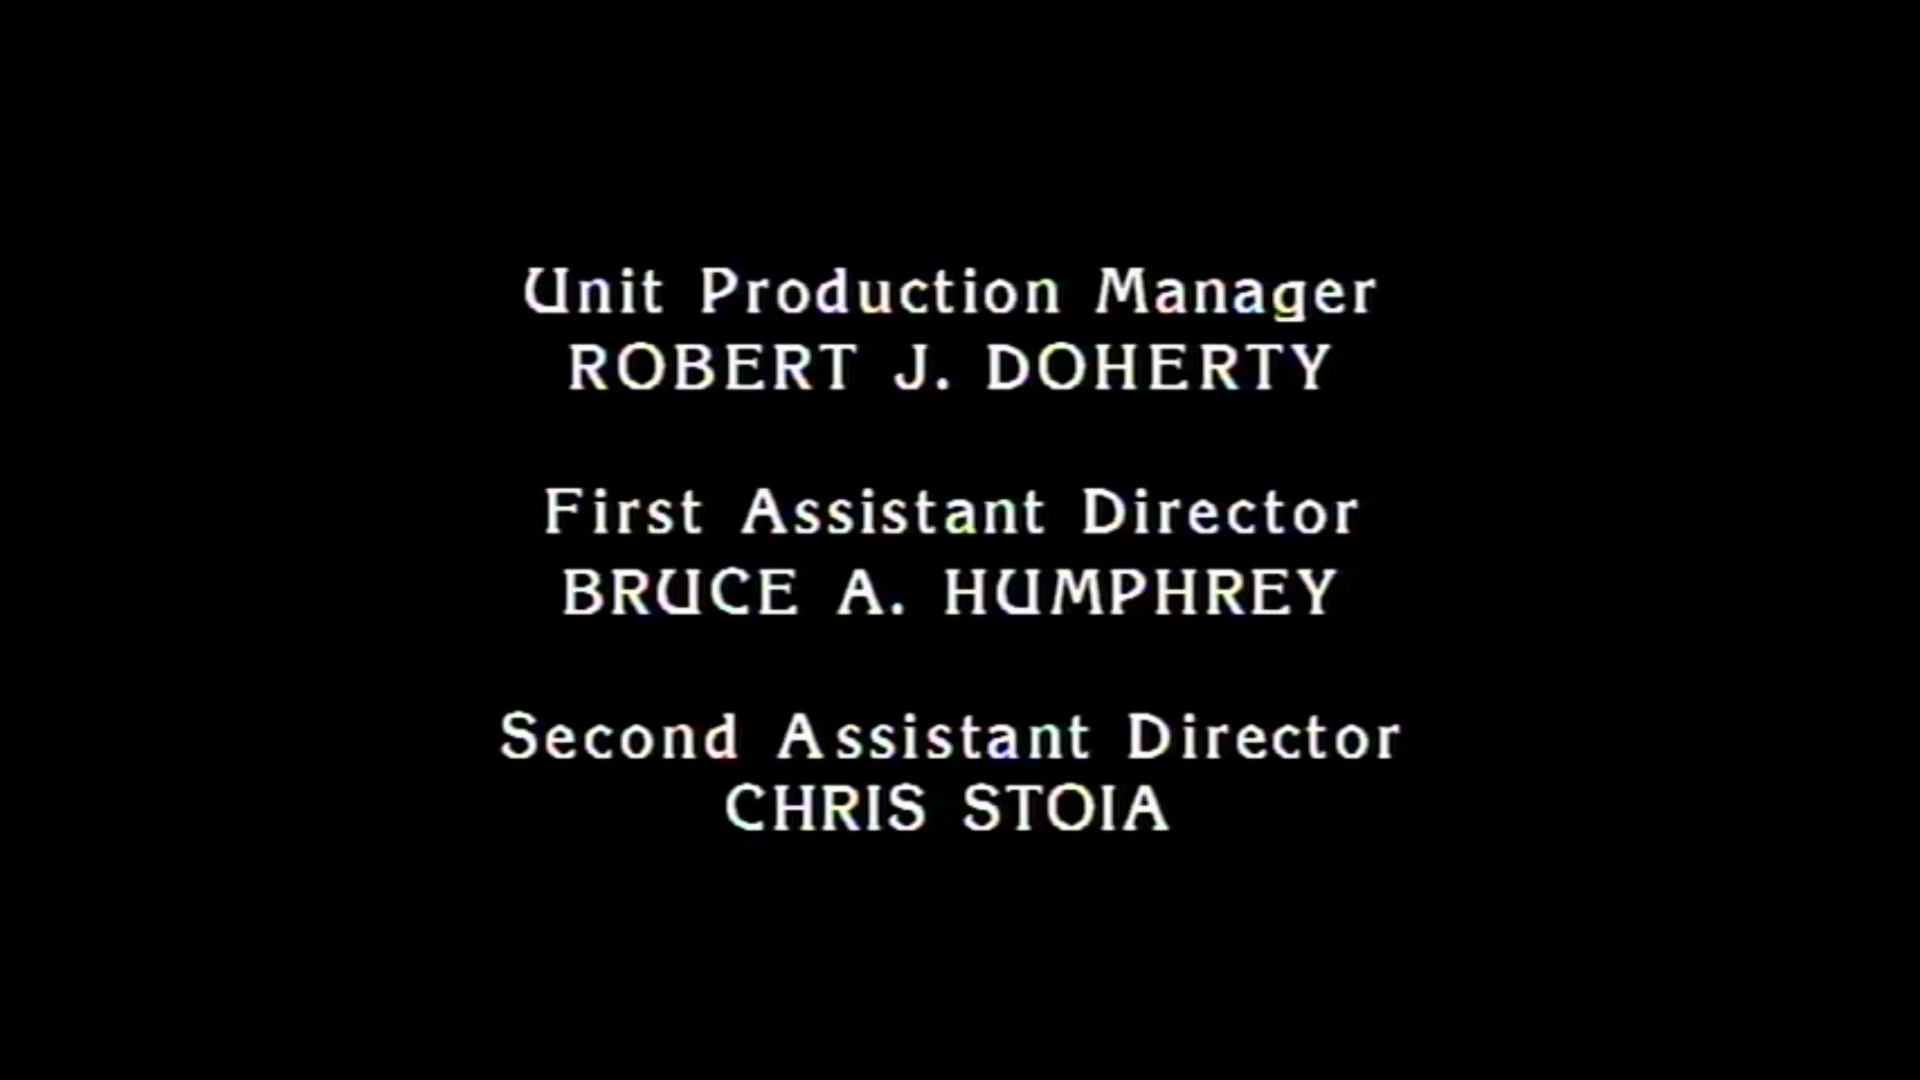 Unit Production Manager
ROBERT J. DOHERTY
First Assistant Director
BRUCE A. HUMPHREY
Second Assistant Director
CHRIS STOIA